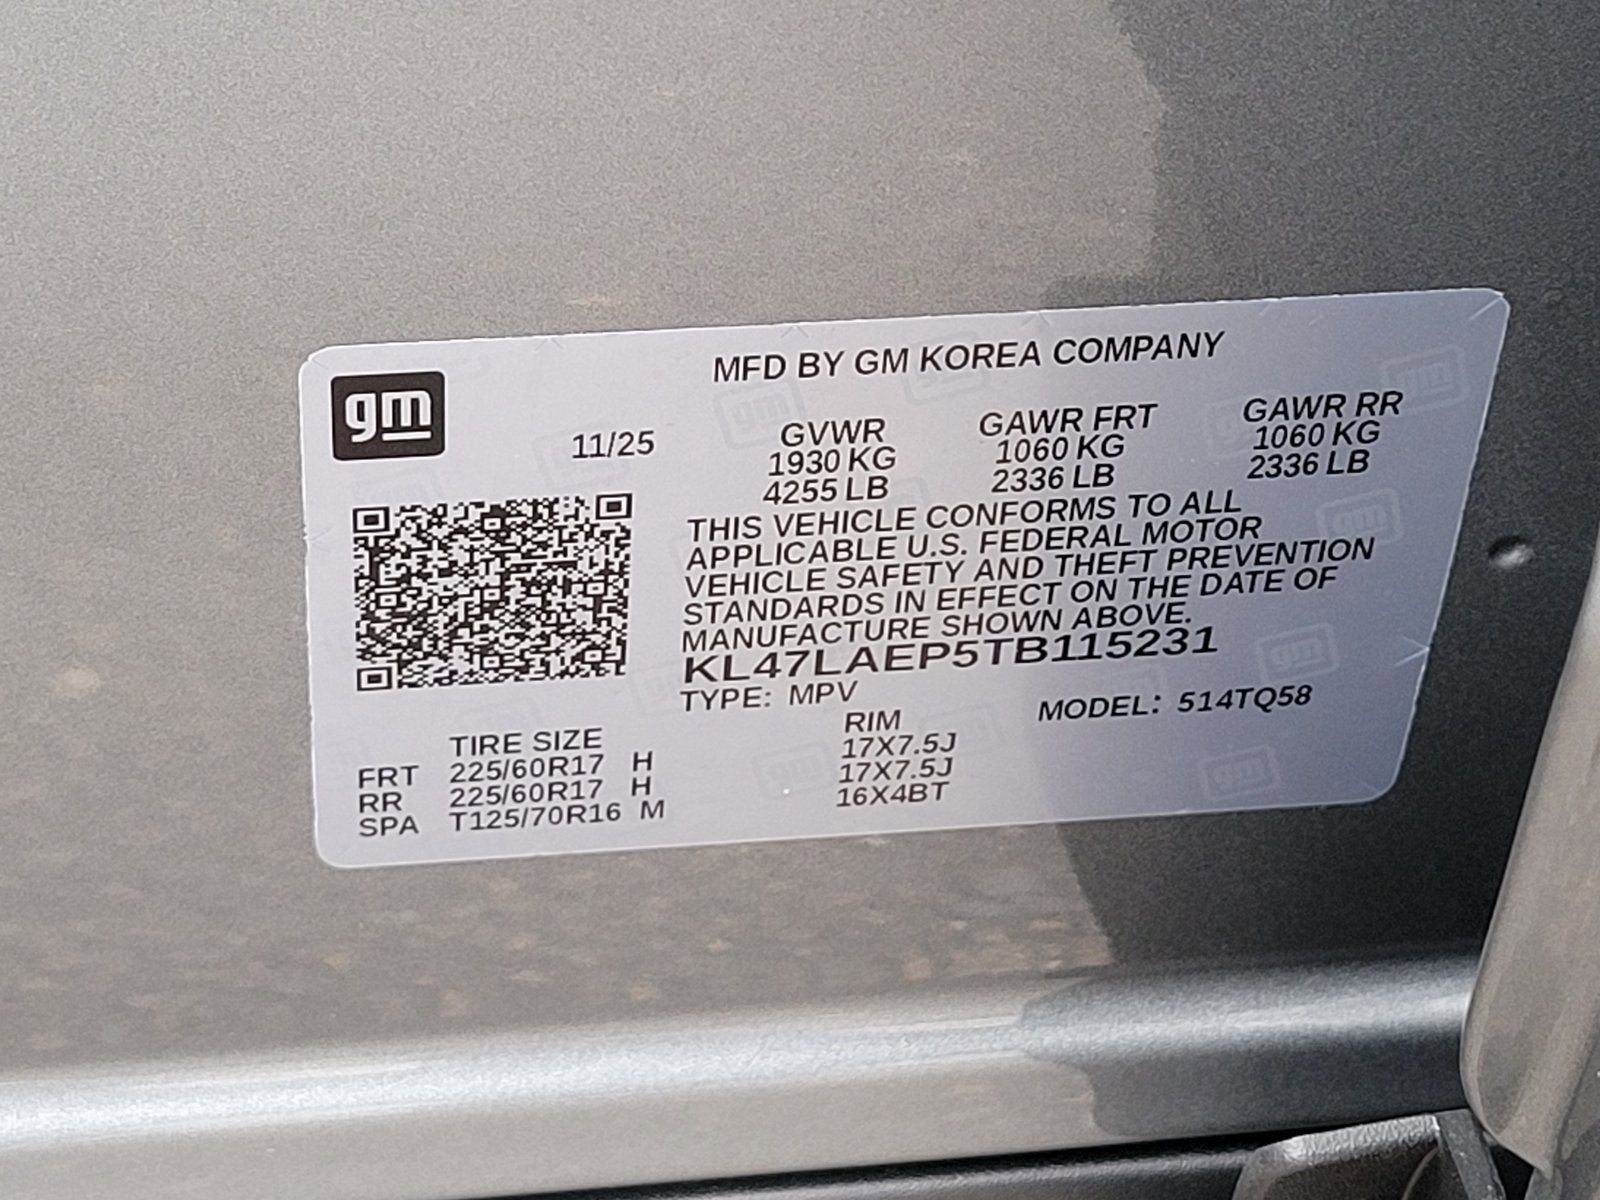 MFD BY GM KOREA COMPANY
gm
11/25
GVWR GAWR FRT GAWR RR
1930 KG 1060 KG 1060 KG
4255 LB 2336 LB 2336 LB
THIS VEHICLE CONFORMS TO ALL
APPLICABLE U.S. FEDERAL MOTOR
VEHICLE SAFETY AND THEFT PREVENTION
STANDARDS IN EFFECT ON THE DATE OF
MANUFACTURE SHOWN ABOVE.
KL47LAEP5TB115231
TYPE: MPV MODEL: 514TQ58
TIRE SIZE RIM
FRT 225/60R17 H 17X7.5J
RR 225/60R17 H 17X7.5J
SPA T125/70R16 M 16X4BT